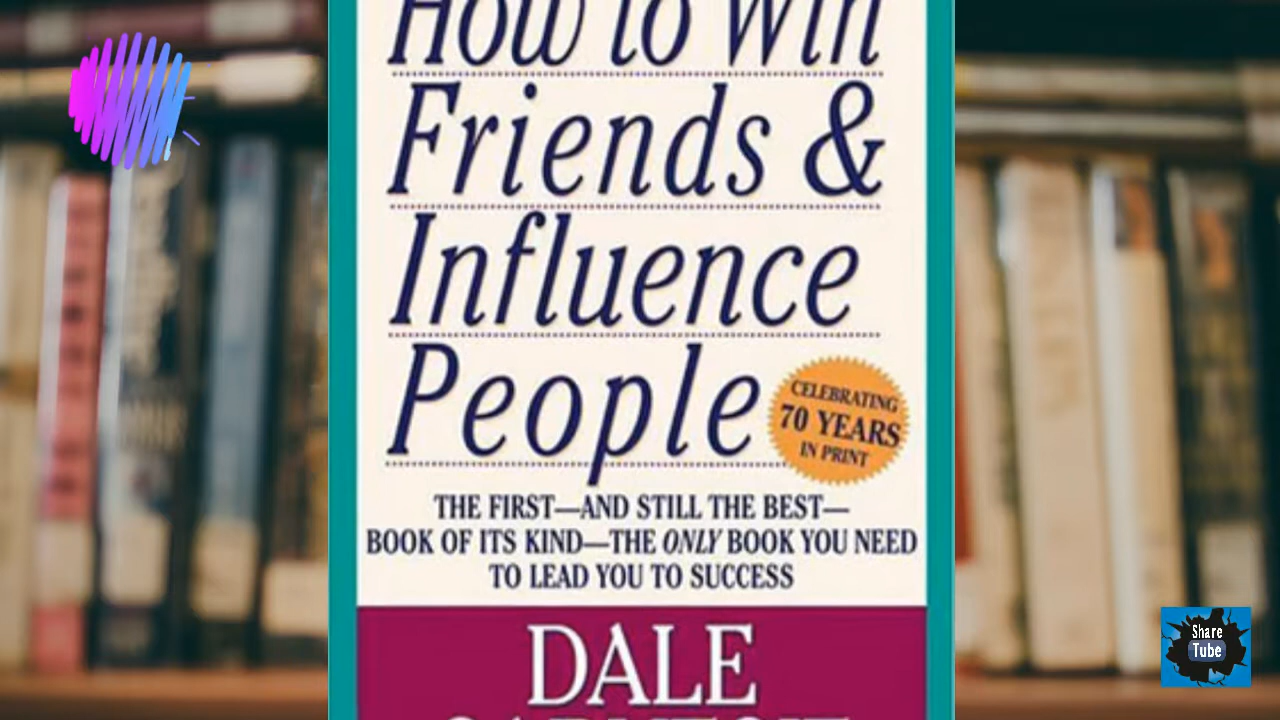 How to Win
Friends &
Influence
People
CELEBRATING
70 YEARS
IN PRINT
THE FIRST—AND STILL THE BEST—
BOOK OF ITS KIND—THE ONLY BOOK YOU NEED
TO LEAD YOU TO SUCCESS
DALE
Share
Tube